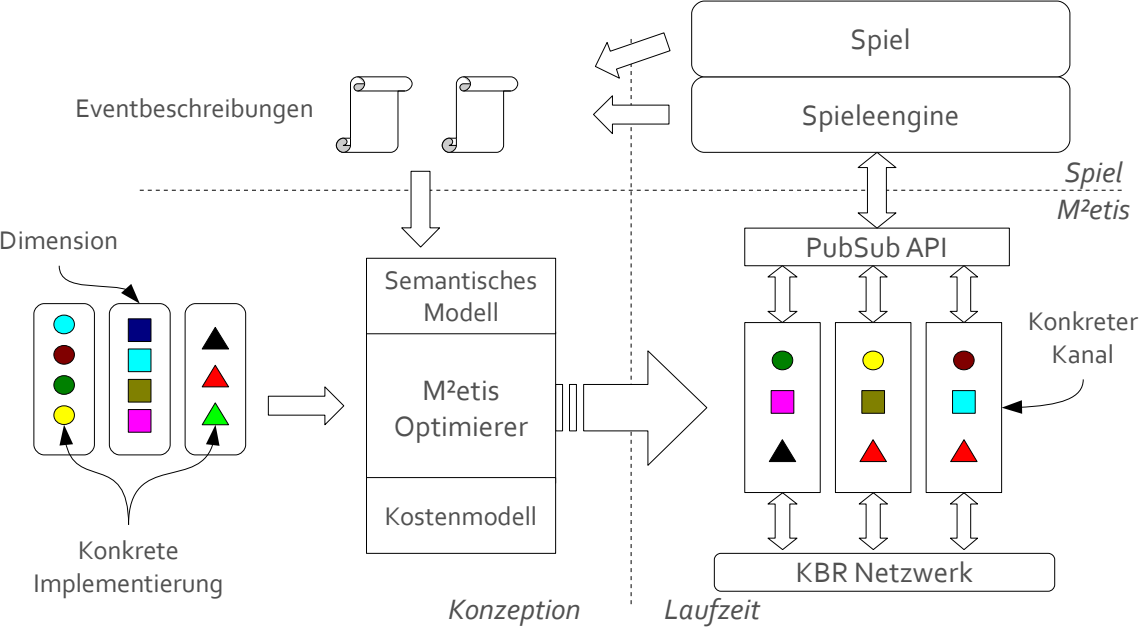 Spiel
Eventbeschreibungen
Spieleengine
Spiel
M²etis
Dimension
PubSub API
Semantisches
Modell
Konkreter
Kanal
M²etis
Optimierer
Kostenmodell
Konkrete
Implementierung
KBR Netzwerk
Konzeption
Laufzeit